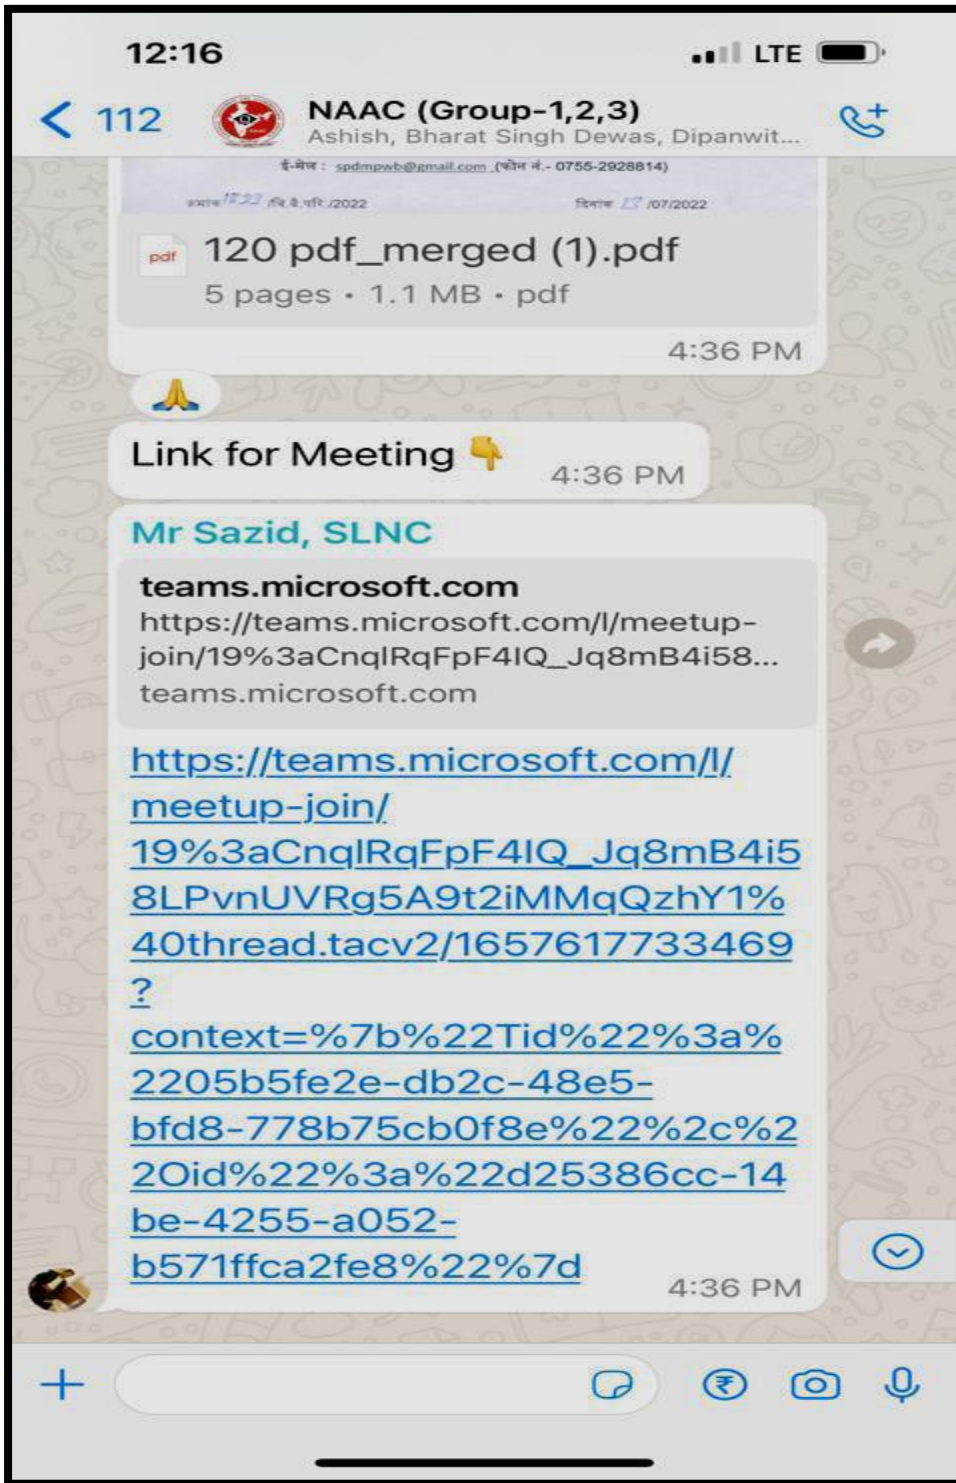 12:16
LTE
112
NAAC (Group-1,2,3)
Ashish, Bharat Singh Dewas, Dipanwit...
ई-मेल : spdmpwb@gmail.com (फोन नं.- 0755-2928814)
क्रमांक /वि.वै.परि./2022 दिनांक /07/2022
pdf
120 pdf_merged (1).pdf
5 pages • 1.1 MB • pdf
4:36 PM
🙏
Link for Meeting 👇
4:36 PM
Mr Sazid, SLNC
teams.microsoft.com
https://teams.microsoft.com/l/meetup-
join/19%3aCnqlRqFpF4IQ_Jq8mB4i58...
teams.microsoft.com
https://teams.microsoft.com/l/
meetup-join/
19%3aCnqlRqFpF4IQ_Jq8mB4i5
8LPvnUVRg5A9t2iMMqQzhY1%
40thread.tacv2/1657617733469
?
context=%7b%22Tid%22%3a%
2205b5fe2e-db2c-48e5-
bfd8-778b75cb0f8e%22%2c%2
2Oid%22%3a%22d25386cc-14
be-4255-a052-
b571ffca2fe8%22%7d
4:36 PM